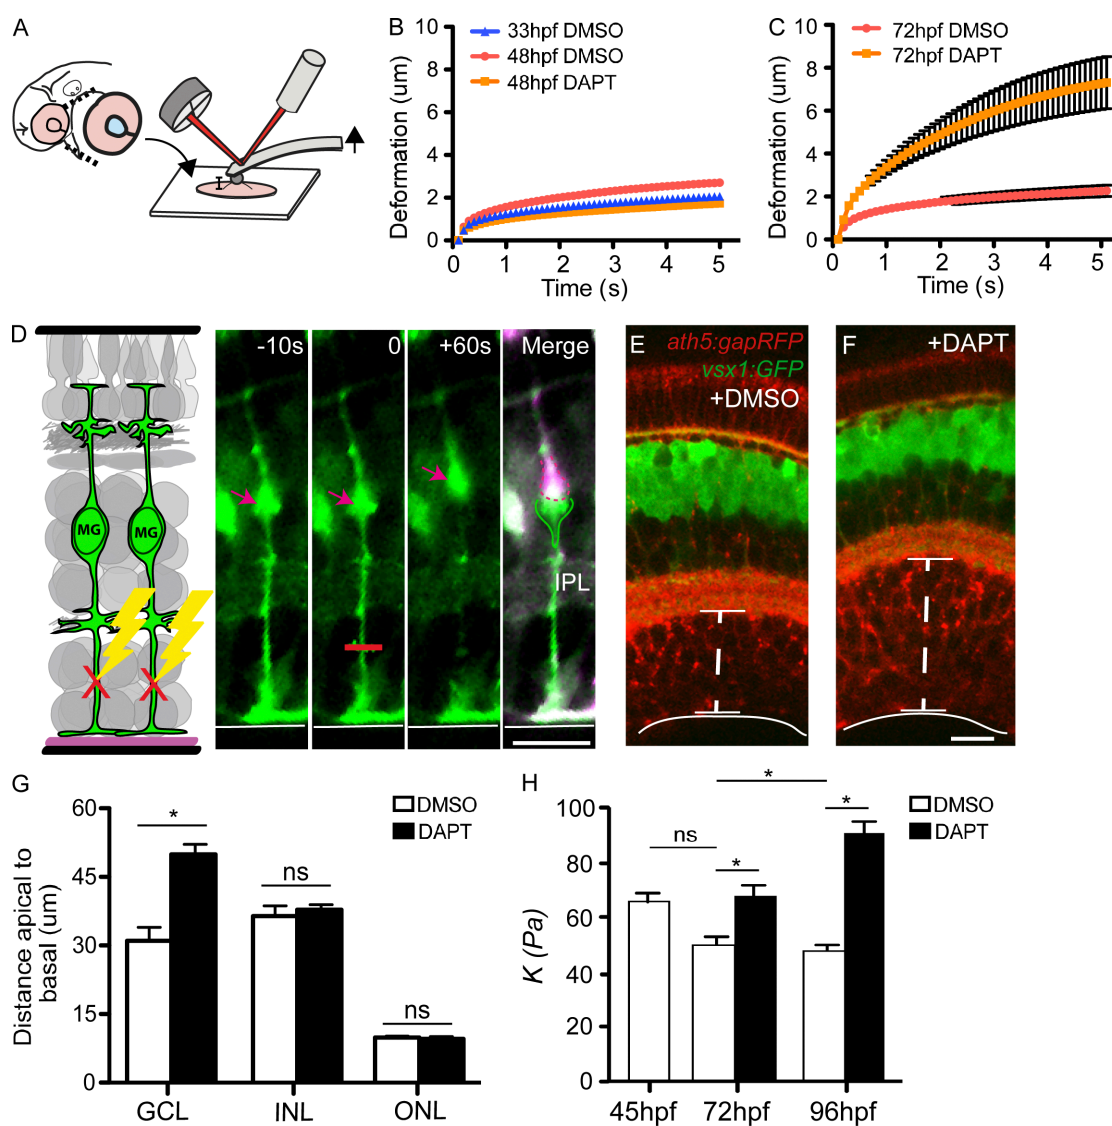 A
B
33hpf DMSO
48hpf DMSO
48hpf DAPT
Deformation (um)
10
8
6
4
2
0
0
1
2
3
4
5
Time (s)
C
72hpf DMSO
72hpf DAPT
Deformation (um)
10
8
6
4
2
0
0
1
2
3
4
5
Time (s)
D
MG
MG
-10s
0
+60s
Merge
IPL
E
ath5:gapRFP
vsx1:GFP
+DMSO
F
+DAPT
G
DMSO
DAPT
Distance apical to
basal (um)
60
45
30
15
0
*
ns
ns
GCL
INL
ONL
H
DMSO
DAPT
K (Pa)
100
80
60
40
20
0
ns
*
*
*
45hpf
72hpf
96hpf